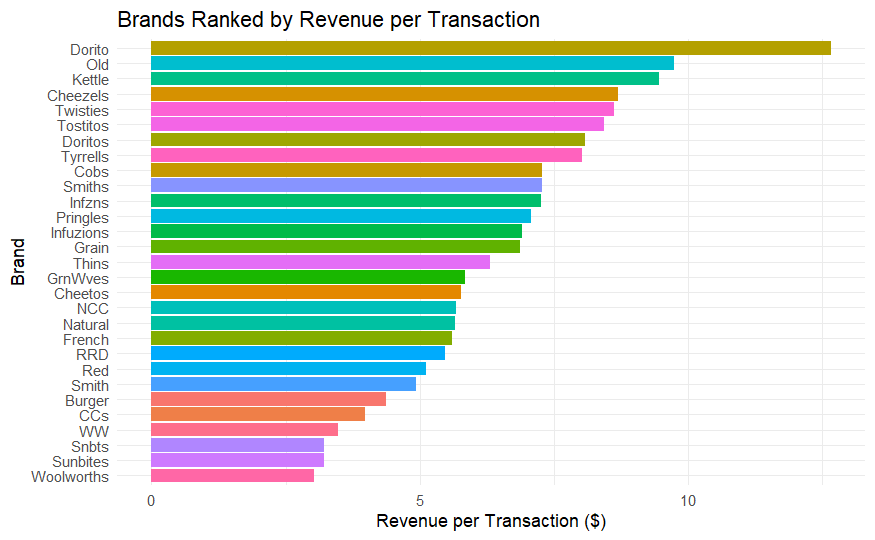 Brands Ranked by Revenue per Transaction
Brand
Dorito
Old
Kettle
Cheezels
Twisties
Tostitos
Doritos
Tyrrells
Cobs
Smiths
Infzns
Pringles
Infuzions
Grain
Thins
GrnWves
Cheetos
NCC
Natural
French
RRD
Red
Smith
Burger
CCs
WW
Snbts
Sunbites
Woolworths
0 5 10
Revenue per Transaction ($)